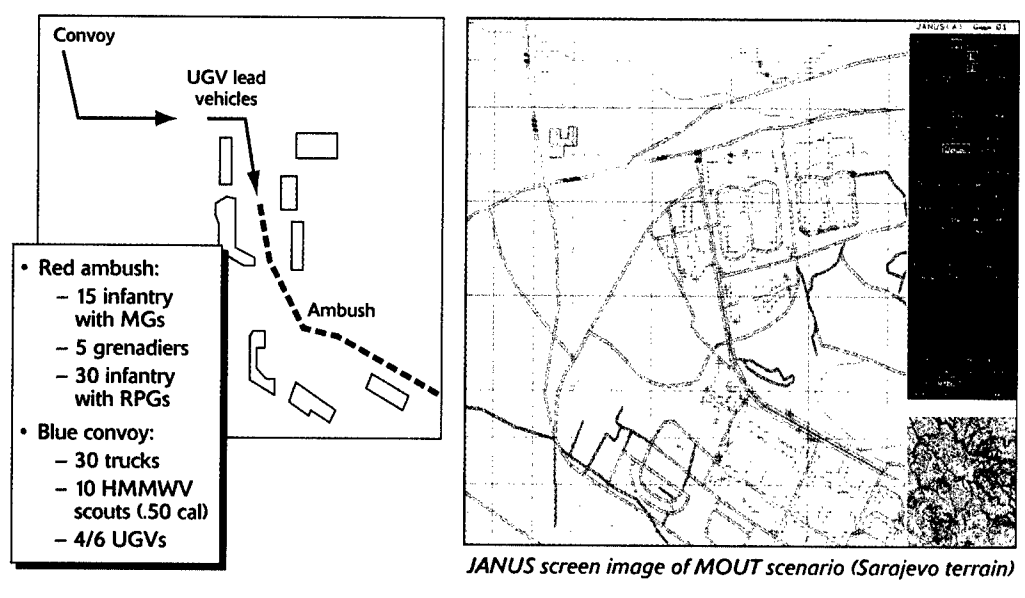 Convoy
UGV lead
vehicles
Ambush
• Red ambush:
– 15 infantry
with MGs
– 5 grenadiers
– 30 infantry
with RPGs
• Blue convoy:
– 30 trucks
– 10 HMMWV
scouts (.50 cal)
– 4/6 UGVs
JANUS screen image of MOUT scenario (Sarajevo terrain)